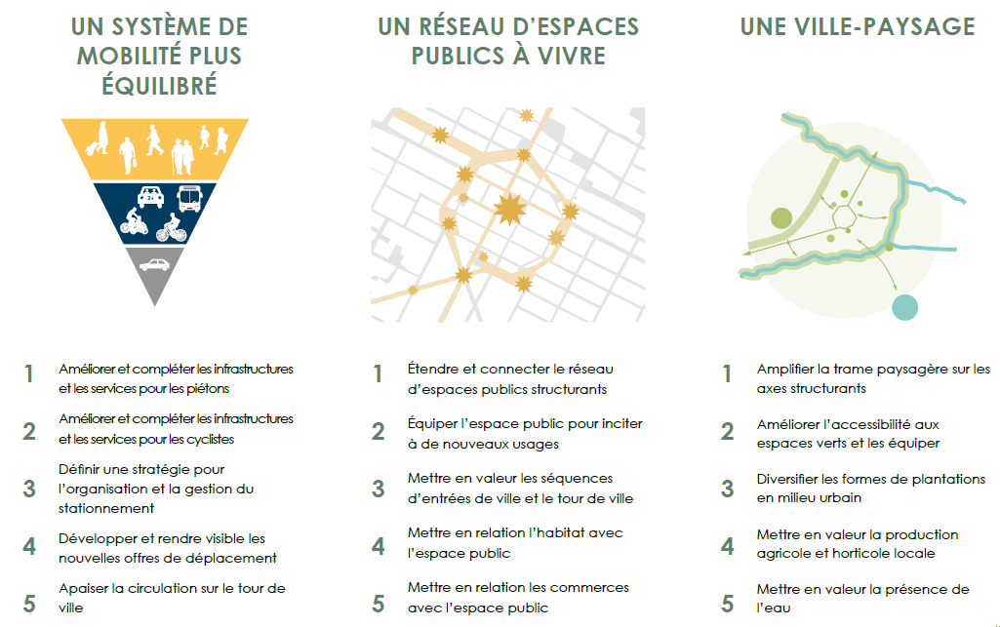 UN SYSTÈME DE
MOBILITÉ PLUS
ÉQUILIBRÉ
2+
1
Améliorer et compléter les infrastructures
et les services pour les piétons
2
Améliorer et compléter les infrastructures
et les services pour les cyclistes
3
Définir une stratégie pour
l'organisation et la gestion du
stationnement
4
Développer et rendre visible les
nouvelles offres de déplacement
5
Apaiser la circulation sur le tour de
ville
UN RÉSEAU D'ESPACES
PUBLICS À VIVRE
1
Étendre et connecter le réseau
d'espaces publics structurants
2
Équiper l'espace public pour inciter
à de nouveaux usages
3
Mettre en valeur les séquences
d'entrées de ville et le tour de ville
4
Mettre en relation l'habitat avec
l'espace public
5
Mettre en relation les commerces
avec l'espace public
UNE VILLE-PAYSAGE
1
Amplifier la trame paysagère sur les
axes structurants
2
Améliorer l'accessibilité aux
espaces verts et les équiper
3
Diversifier les formes de plantations
en milieu urbain
4
Mettre en valeur la production
agricole et horticole locale
5
Mettre en valeur la présence de
l'eau